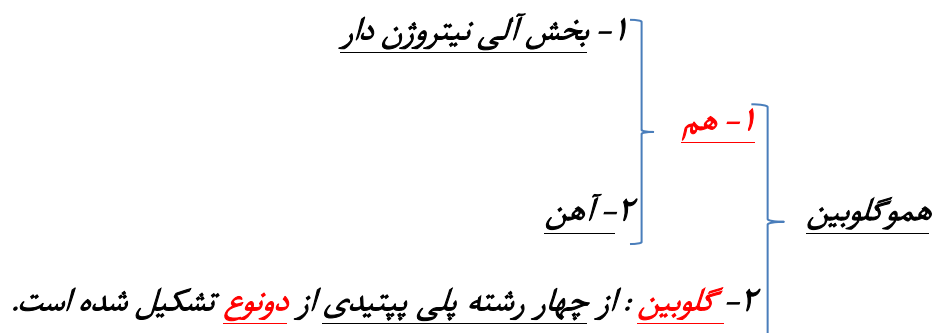 ۱- بخش آلی نیتروژن دار
۱- هم
هموگلوبین
۲- آهن
۲- گلوبین : از چهار رشته پلی پپتیدی از دونوع تشکیل شده است.